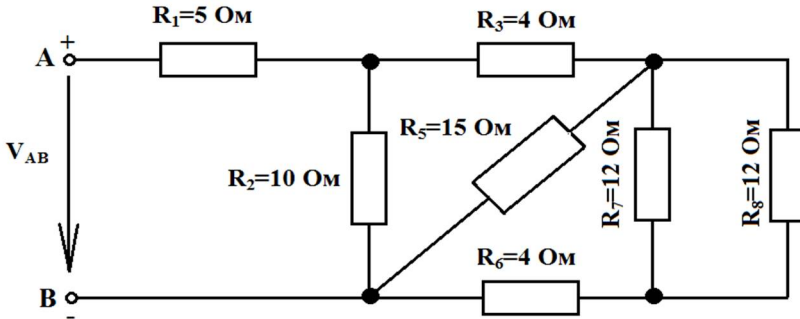 R₁=5 Ом
R₃=4 Ом
+
A
R₅=15 Ом
V_AB
R₂=10 Ом
R₇=12 Ом
R₈=12 Ом
R₆=4 Ом
B
-